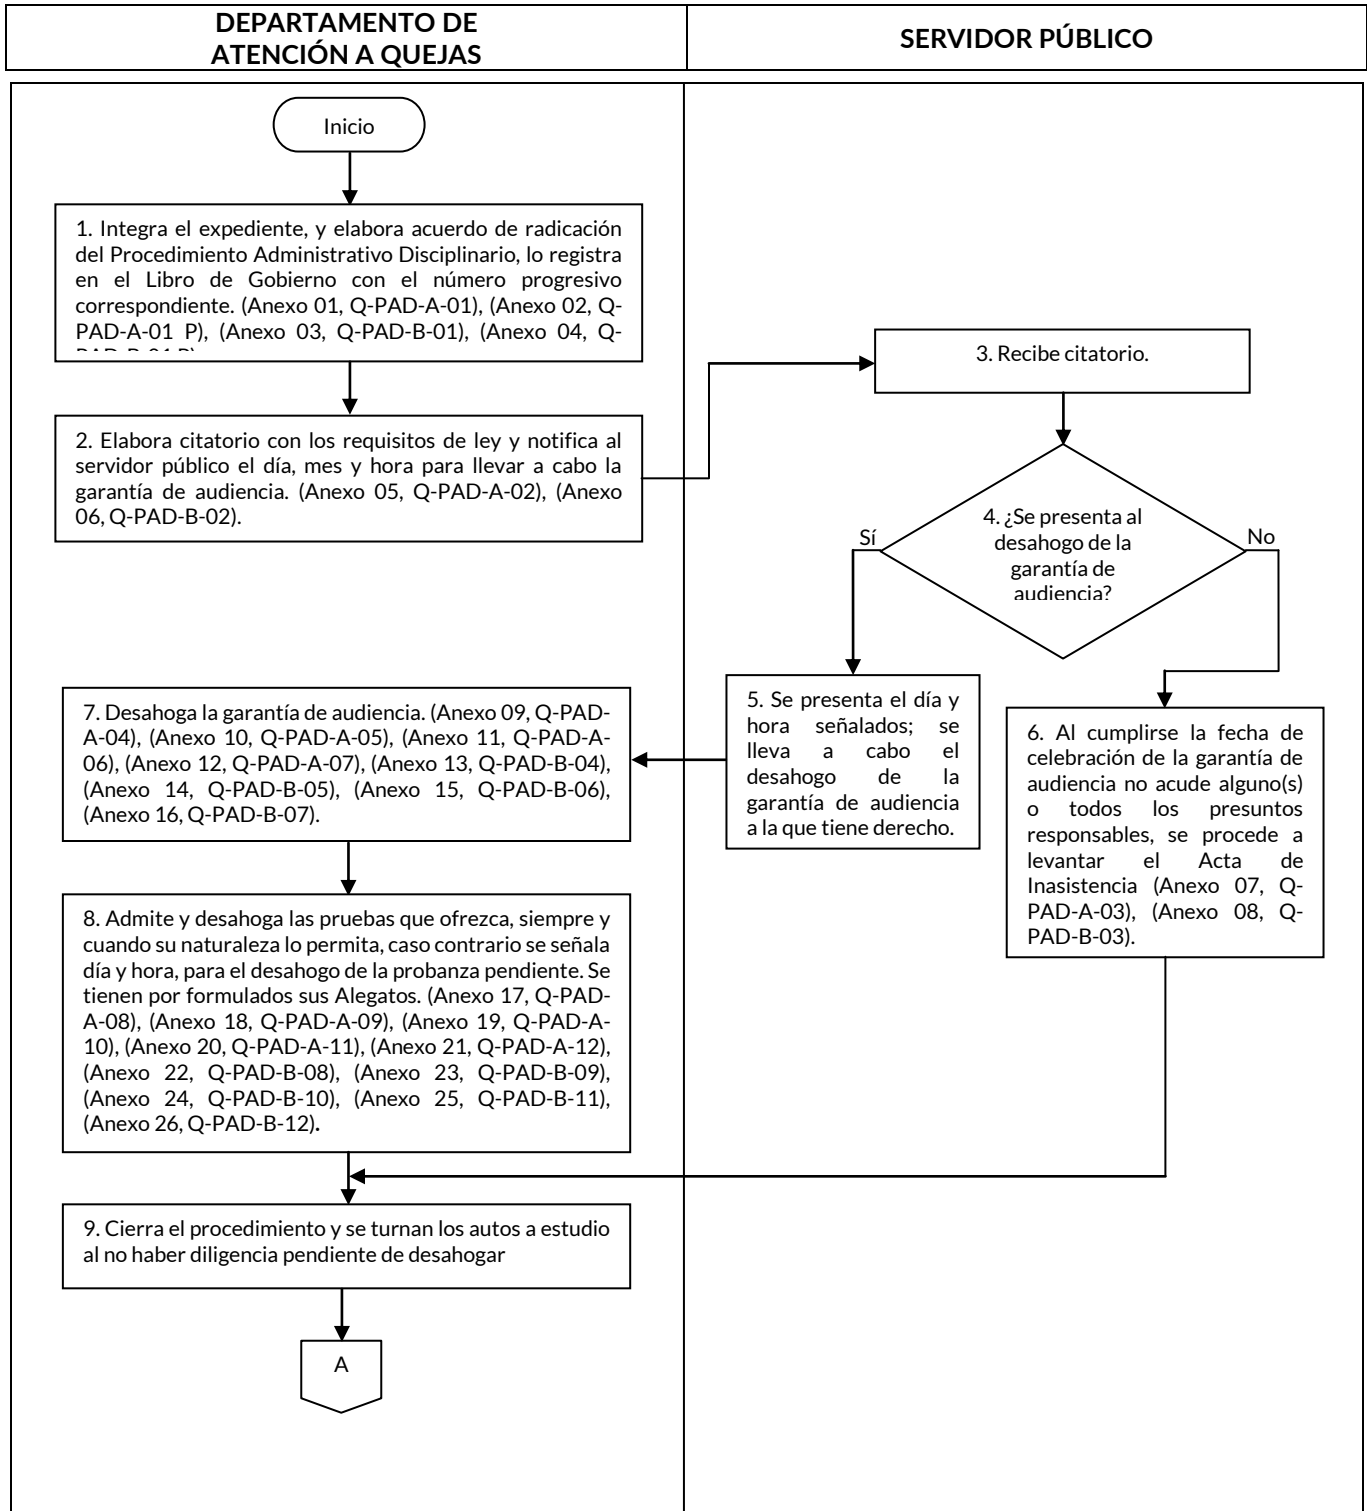 DEPARTAMENTO DE
ATENCIÓN A QUEJAS
SERVIDOR PÚBLICO
Inicio
1. Integra el expediente, y elabora acuerdo de radicación
del Procedimiento Administrativo Disciplinario, lo registra
en el Libro de Gobierno con el número progresivo
correspondiente. (Anexo 01, Q-PAD-A-01), (Anexo 02, Q-
PAD-A-01 P), (Anexo 03, Q-PAD-B-01), (Anexo 04, Q-
2. Elabora citatorio con los requisitos de ley y notifica al
servidor público el día, mes y hora para llevar a cabo la
garantía de audiencia. (Anexo 05, Q-PAD-A-02), (Anexo
06, Q-PAD-B-02).
3. Recibe citatorio.
4. ¿Se presenta al
desahogo de la
garantía de
audiencia?
Sí
No
5. Se presenta el día y
hora señalados; se
lleva a cabo el
desahogo de la
garantía de audiencia
a la que tiene derecho.
6. Al cumplirse la fecha de
celebración de la garantía de
audiencia no acude alguno(s)
o todos los presuntos
responsables, se procede a
levantar el Acta de
Inasistencia (Anexo 07, Q-
PAD-A-03), (Anexo 08, Q-
PAD-B-03).
7. Desahoga la garantía de audiencia. (Anexo 09, Q-PAD-
A-04), (Anexo 10, Q-PAD-A-05), (Anexo 11, Q-PAD-A-
06), (Anexo 12, Q-PAD-A-07), (Anexo 13, Q-PAD-B-04),
(Anexo 14, Q-PAD-B-05), (Anexo 15, Q-PAD-B-06),
(Anexo 16, Q-PAD-B-07).
8. Admite y desahoga las pruebas que ofrezca, siempre y
cuando su naturaleza lo permita, caso contrario se señala
día y hora, para el desahogo de la probanza pendiente. Se
tienen por formulados sus Alegatos. (Anexo 17, Q-PAD-
A-08), (Anexo 18, Q-PAD-A-09), (Anexo 19, Q-PAD-A-
10), (Anexo 20, Q-PAD-A-11), (Anexo 21, Q-PAD-A-12),
(Anexo 22, Q-PAD-B-08), (Anexo 23, Q-PAD-B-09),
(Anexo 24, Q-PAD-B-10), (Anexo 25, Q-PAD-B-11),
(Anexo 26, Q-PAD-B-12).
9. Cierra el procedimiento y se turnan los autos a estudio
al no haber diligencia pendiente de desahogar
A